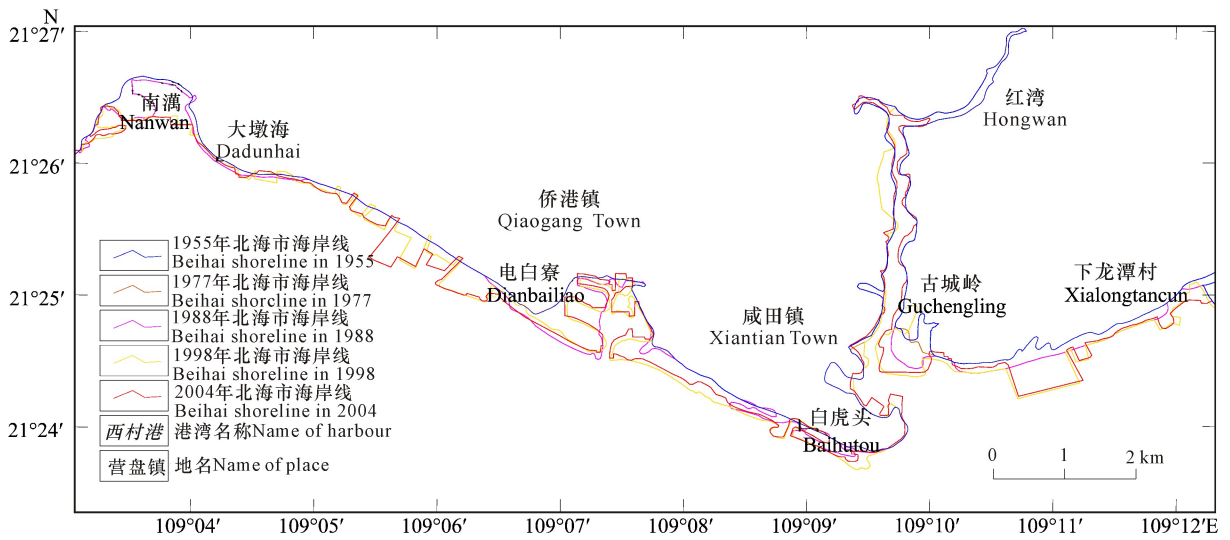 N
21°27′
21°26′
21°25′
21°24′
南澫
Nanwan
大墩海
Dadunhai
侨港镇
Qiaogang Town
电白寮
Dianbailiao
咸田镇
Xiantian Town
白虎头
Baihutou
红湾
Hongwan
古城岭
Guchengling
下龙潭村
Xialongtancun
1955年北海市海岸线
Beihai shoreline in 1955
1977年北海市海岸线
Beihai shoreline in 1977
1988年北海市海岸线
Beihai shoreline in 1988
1998年北海市海岸线
Beihai shoreline in 1998
2004年北海市海岸线
Beihai shoreline in 2004
西村港 港湾名称Name of harbour
营盘镇 地名Name of place
0 1 2 km
109°04′ 109°05′ 109°06′ 109°07′ 109°08′ 109°09′ 109°10′ 109°11′ 109°12′E